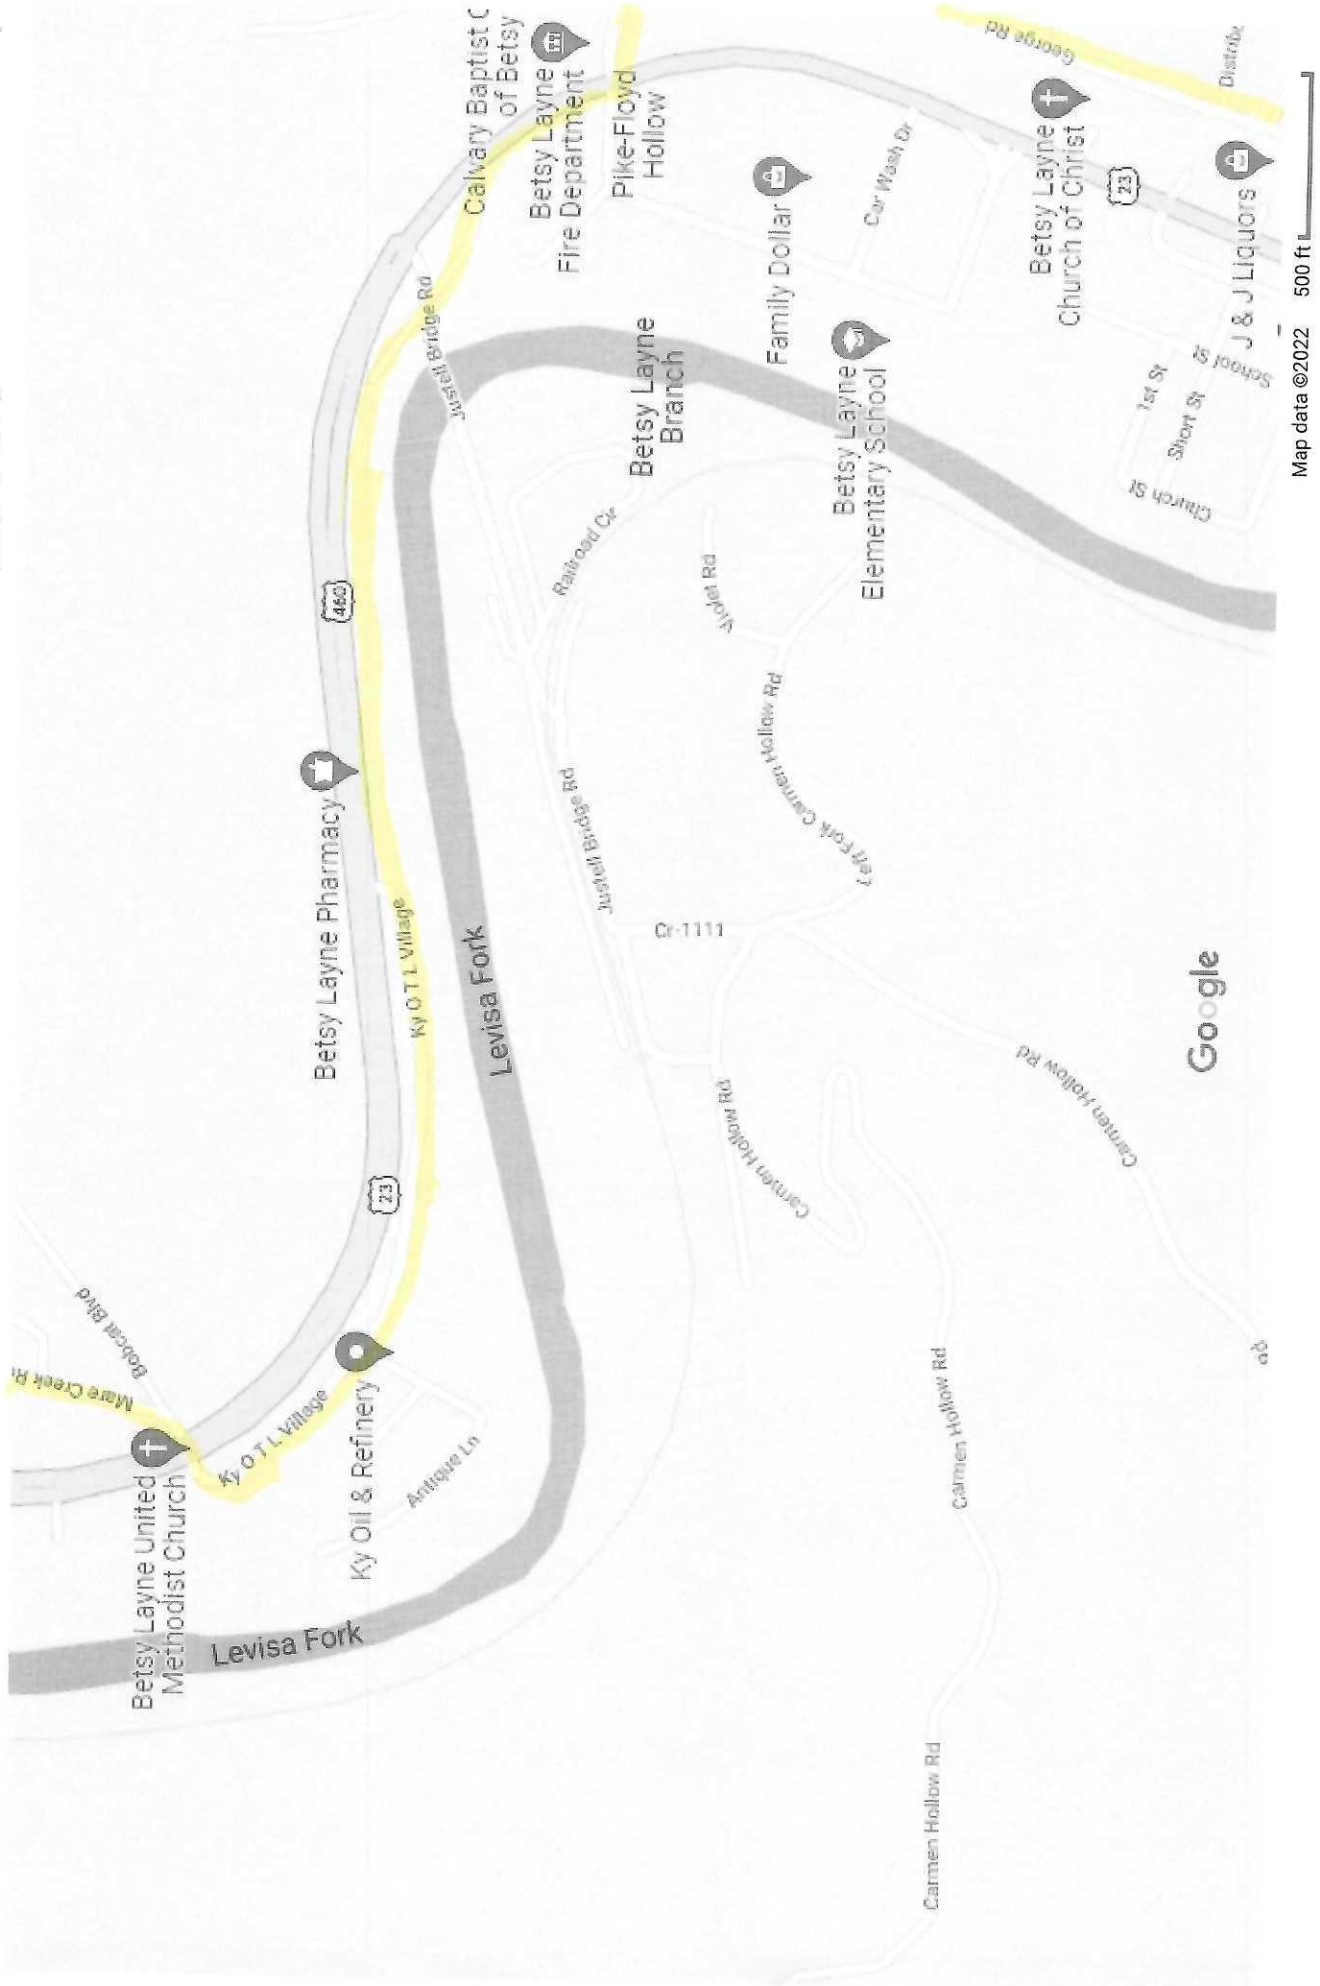 Levisa Fork
Betsy Layne United
Methodist Church
Mare Creek
Bobcat Blvd
Ky O T L Village
Ky Oil & Refinery
Antique Ln
23
Betsy Layne Pharmacy
Ky O T L Village
Levisa Fork
460
Justell Bridge Rd
Calvary Baptist C
of Betsy
Betsy Layne
Fire Department
Pike-Floyd
Hollow
Betsy Layne
Branch
Family Dollar
Car Wash Dr
Betsy Layne
Elementary School
Betsy Layne
Church of Christ
23
George Rd
Distribu
J & J Liquors
1st St
Short St
School St
Church St
Railroad Cir
Violet Rd
Left Fork Carmen Hollow Rd
Justell Bridge Rd
Cr-1111
Carmen Hollow Rd
Carmen Hollow Rd
Carmen Hollow Rd
Carmen Hollow Rd
Carmen Hollow Rd
Google
Map data ©2022
500 ft